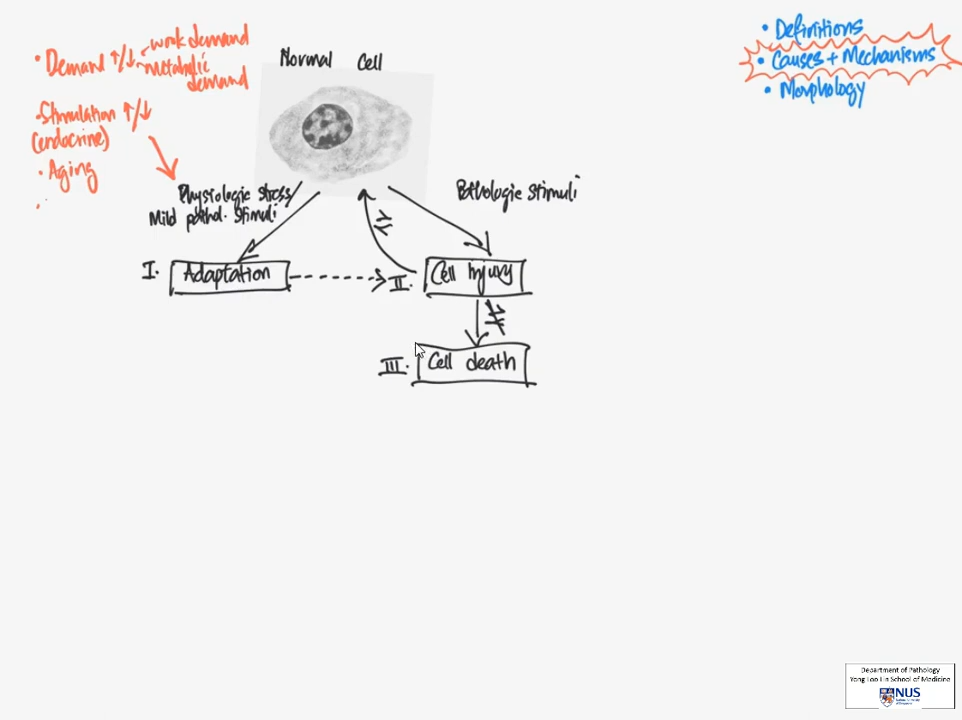 • Definitions
• Causes + Mechanisms
• Morphology
• Demand ↑/↓
work demand
metabolic
demand
• Stimulation ↑/↓
(endocrine)
• Aging
Normal Cell
Physiologic stress/
Mild pathol. stimuli
Pathologic Stimuli
I. Adaptation
II. Cell Injury
III. Cell death
Department of Pathology
Yong Loo Lin School of Medicine
NUS